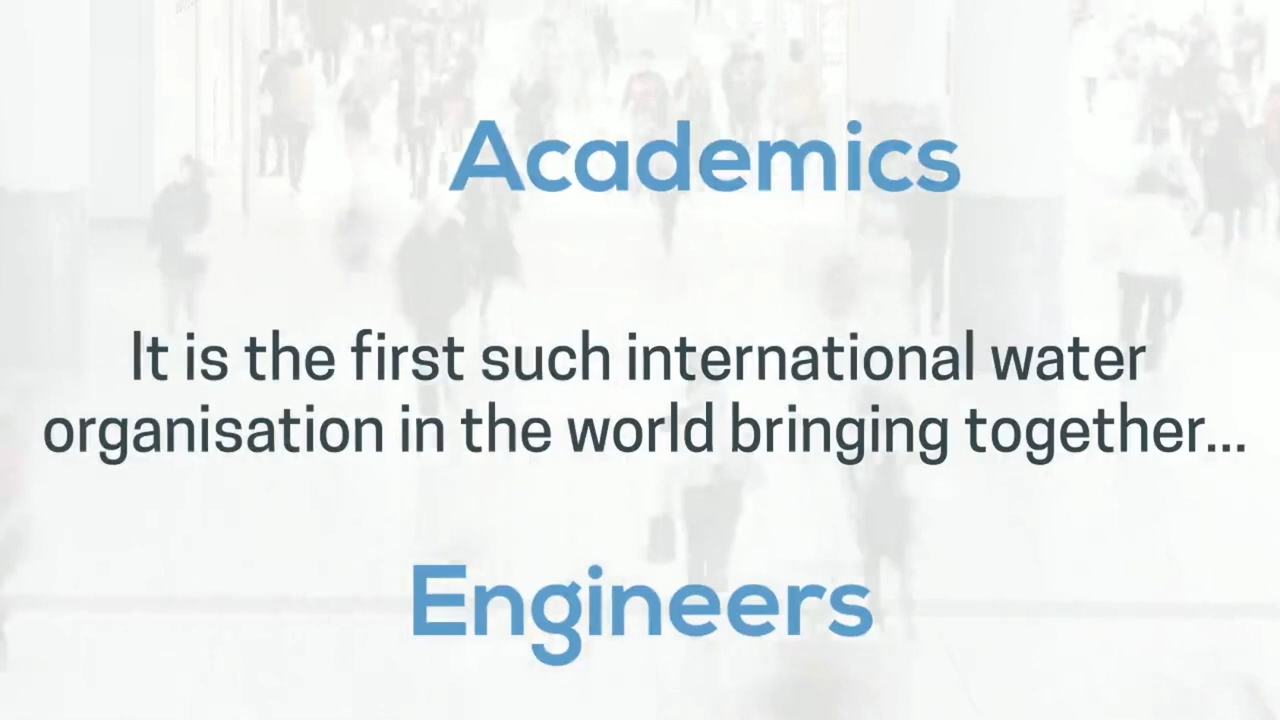 Academics
It is the first such international water
organisation in the world bringing together...
Engineers